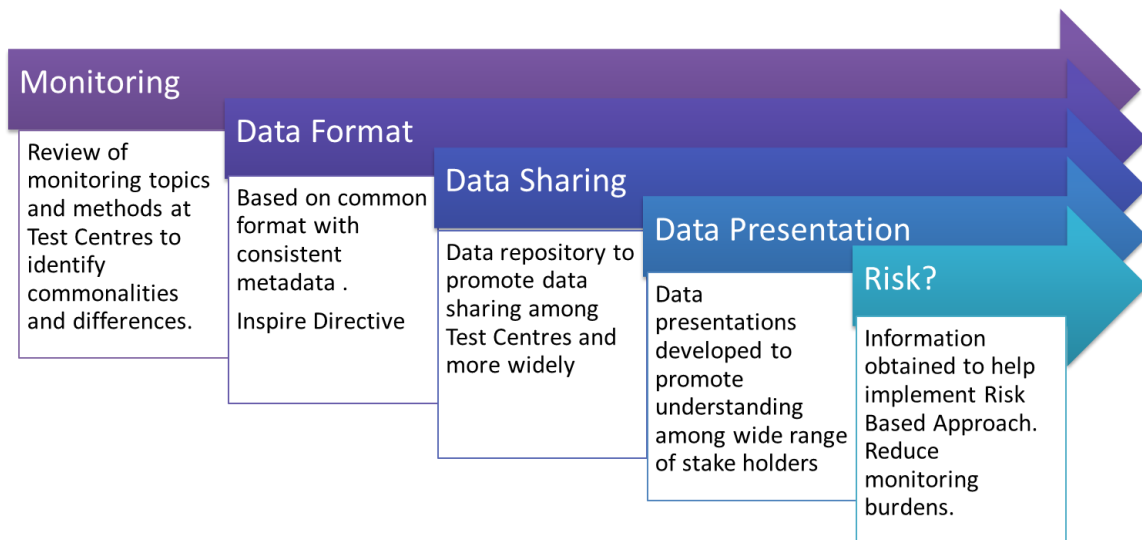 Monitoring
Review of
monitoring topics
and methods at
Test Centres to
identify
commonalities
and differences.
Data Format
Based on common
format with
consistent
metadata .
Inspire Directive
Data Sharing
Data repository to
promote data
sharing among
Test Centres and
more widely
Data Presentation
Data
presentations
developed to
promote
understanding
among wide range
of stake holders
Risk?
Information
obtained to help
implement Risk
Based Approach.
Reduce
monitoring
burdens.